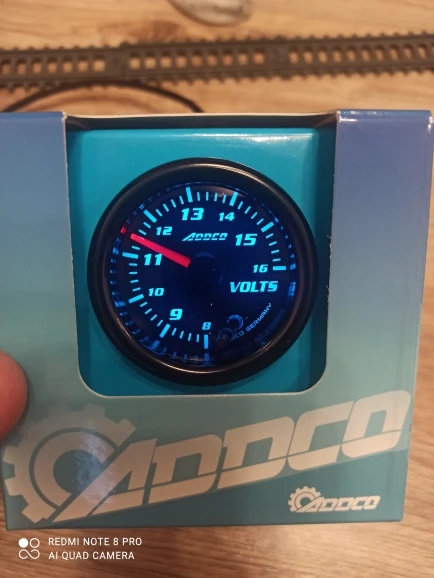 13
12
14
ADDCO
15
11
16
VOLTS
10
9
8
GERMANY
ADDCO
ADDCO
REDMI NOTE 8 PRO
AI QUAD CAMERA